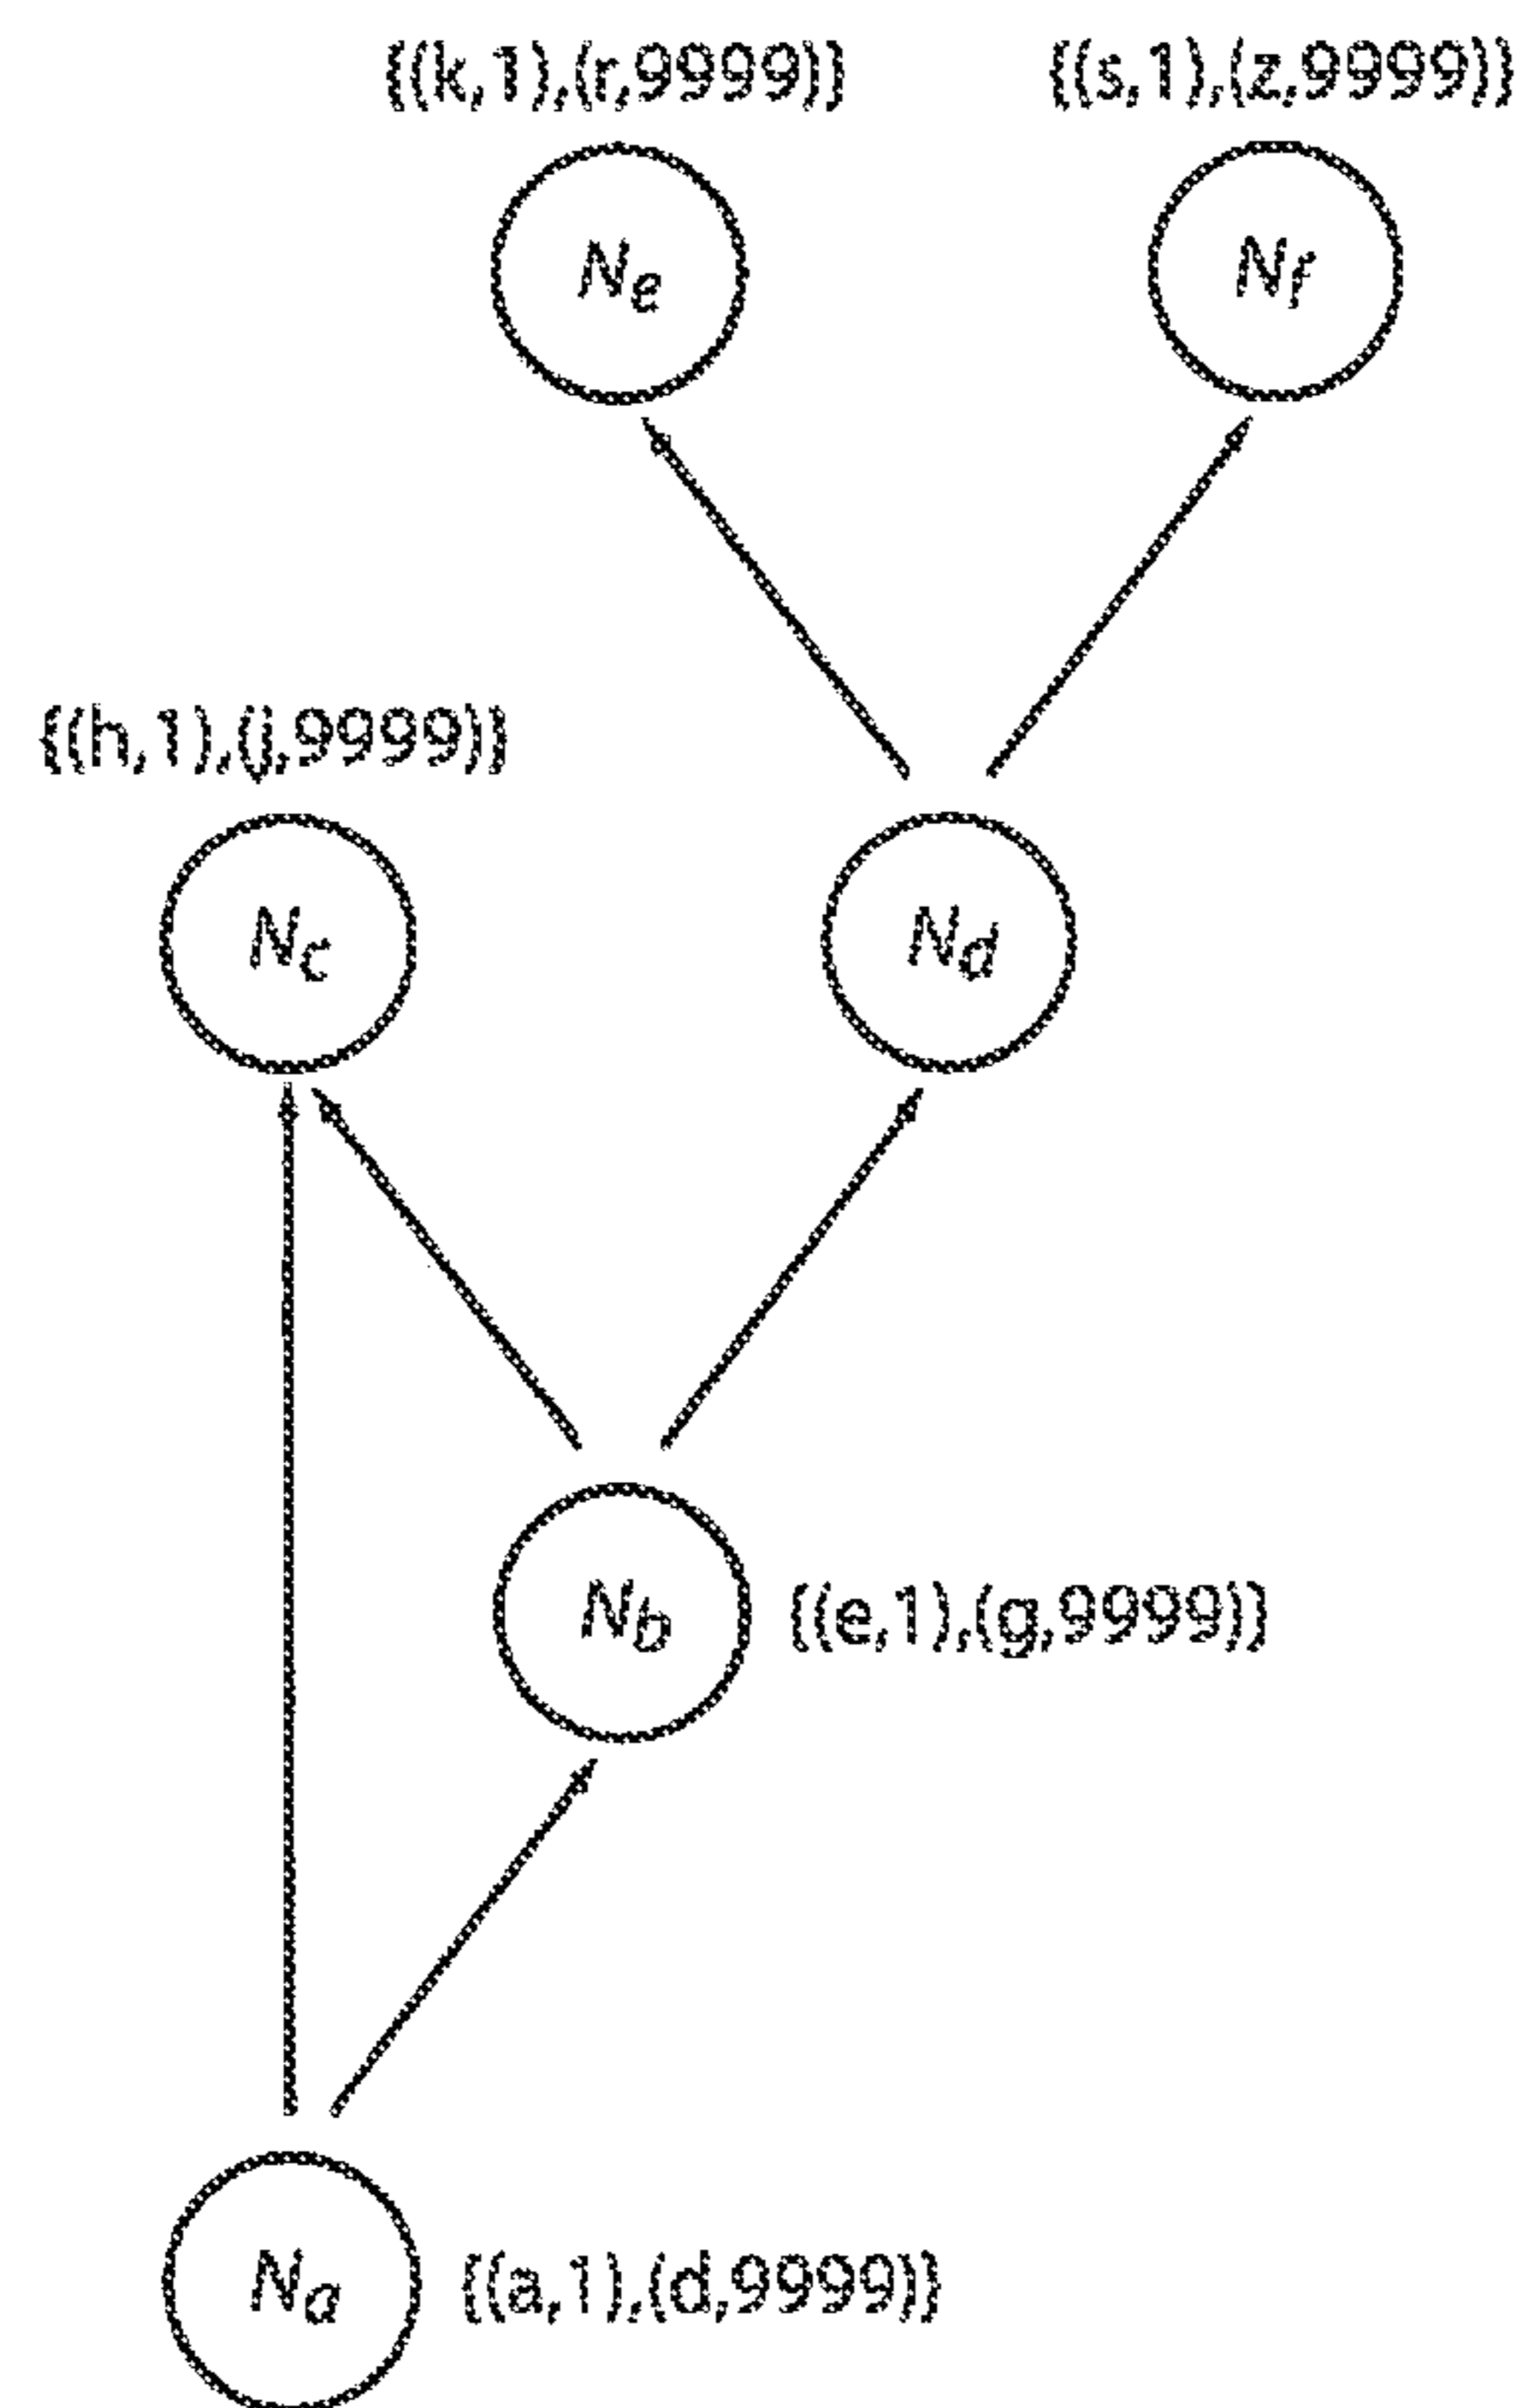 {(k,1),(r,9999)} {(s,1),(z,9999)}
Ne Nf
{(h,1),(j,9999)}
Nc Nd
Nb {(e,1),(g,9999)}
Na {(a,1),(d,9999)}